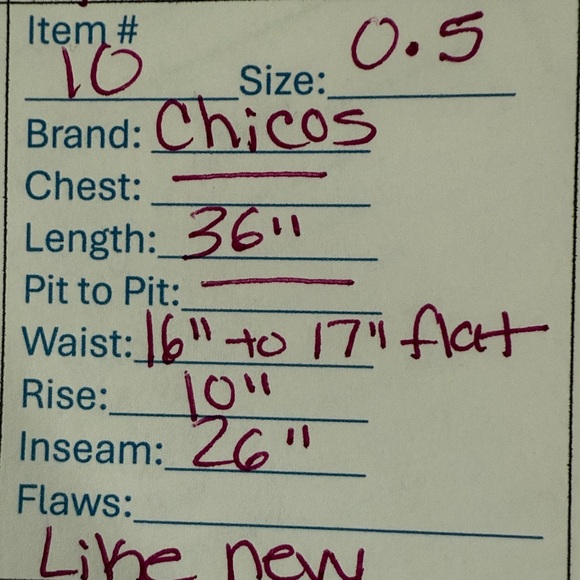 Item # 10 Size: 0.5
Brand: Chicos
Chest: —
Length: 36"
Pit to Pit: —
Waist: 16" to 17" flat
Rise: 10"
Inseam: 26"
Flaws:
Like new